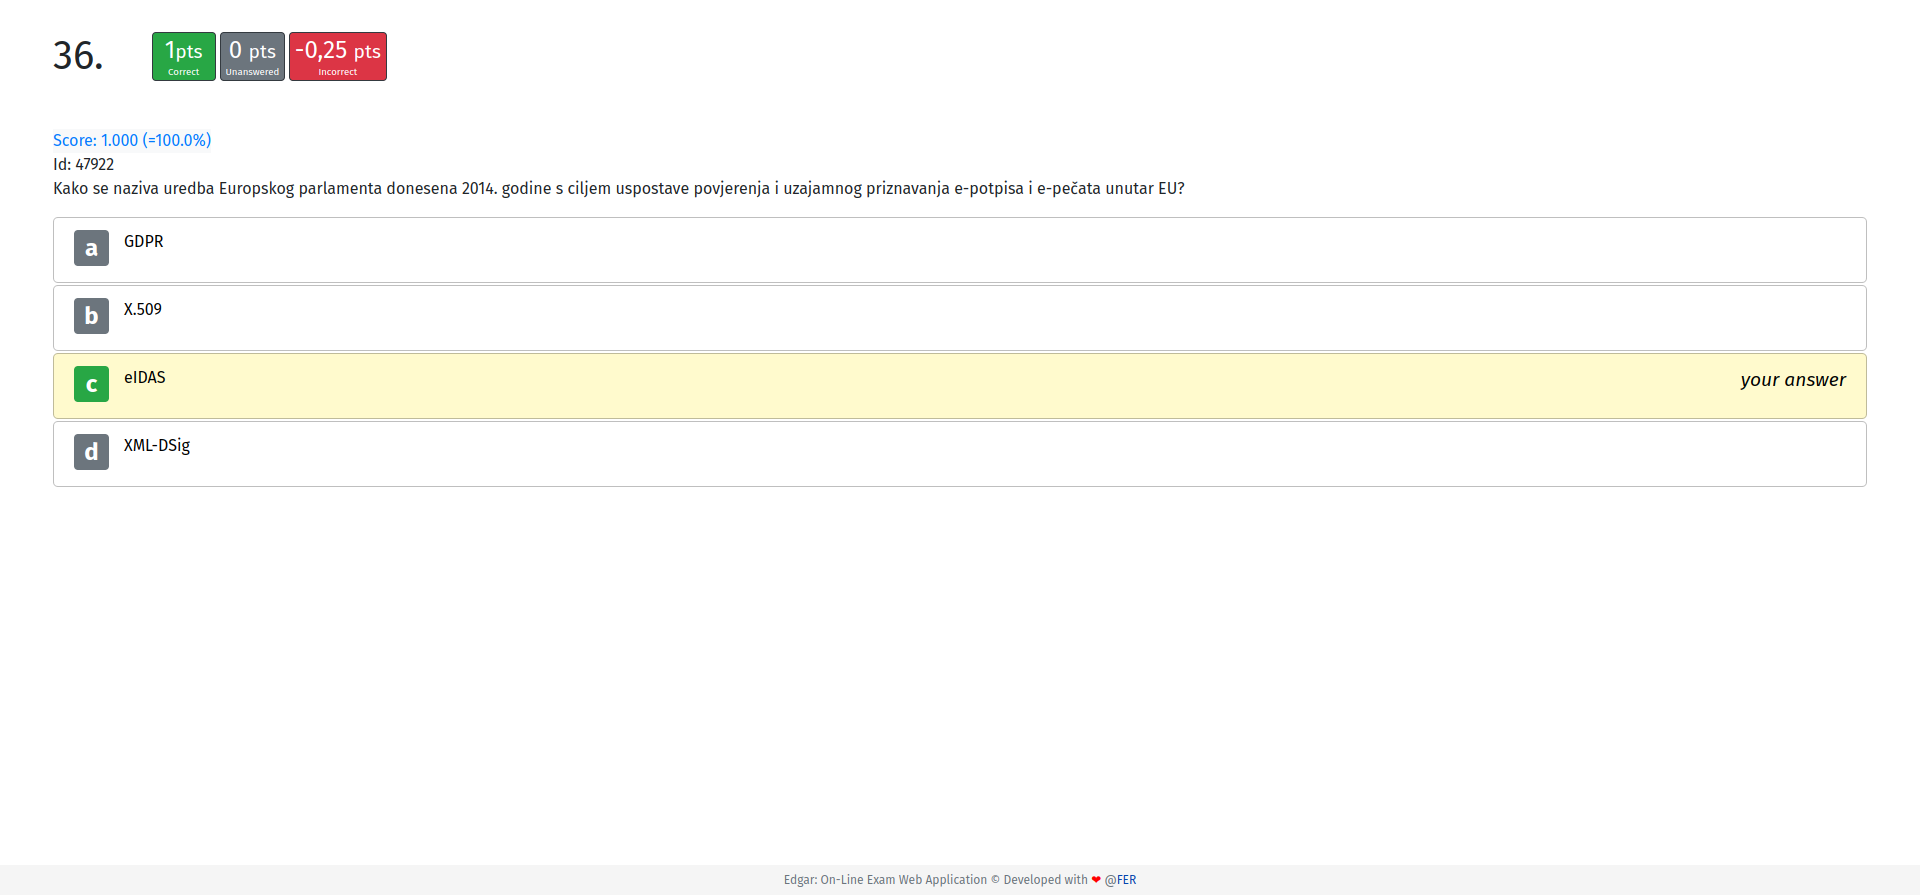 36.
1pts
Correct
0 pts
Unanswered
-0,25 pts
Incorrect
Score: 1.000 (=100.0%)
Id: 47922
Kako se naziva uredba Europskog parlamenta donesena 2014. godine s ciljem uspostave povjerenja i uzajamnog priznavanja e-potpisa i e-pečata unutar EU?
a GDPR
b X.509
c eIDAS your answer
d XML-DSig
Edgar: On-Line Exam Web Application © Developed with ❤ @FER